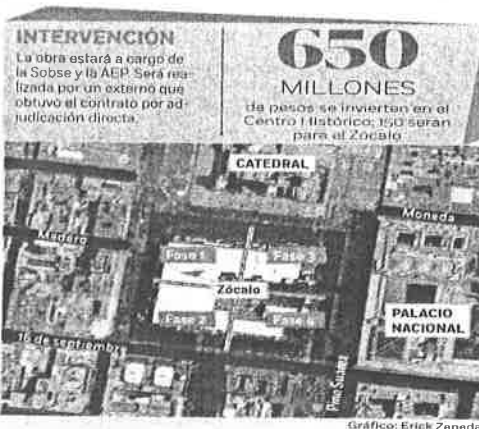 INTERVENCIÓN
La obra estará a cargo de
la Sobse y la AEP. Será rea-
lizada por un externo que
obtuvo el contrato por ad-
judicación directa.
650
MILLONES
de pesos se invierten en el
Centro Histórico; 150 serán
para el Zócalo
CATEDRAL
Moneda
Madero
Fase 1
Fase 3
Zócalo
Fase 2
PALACIO
NACIONAL
16 de septiembre
Pino Suárez
Gráfico: Erick Zepeda